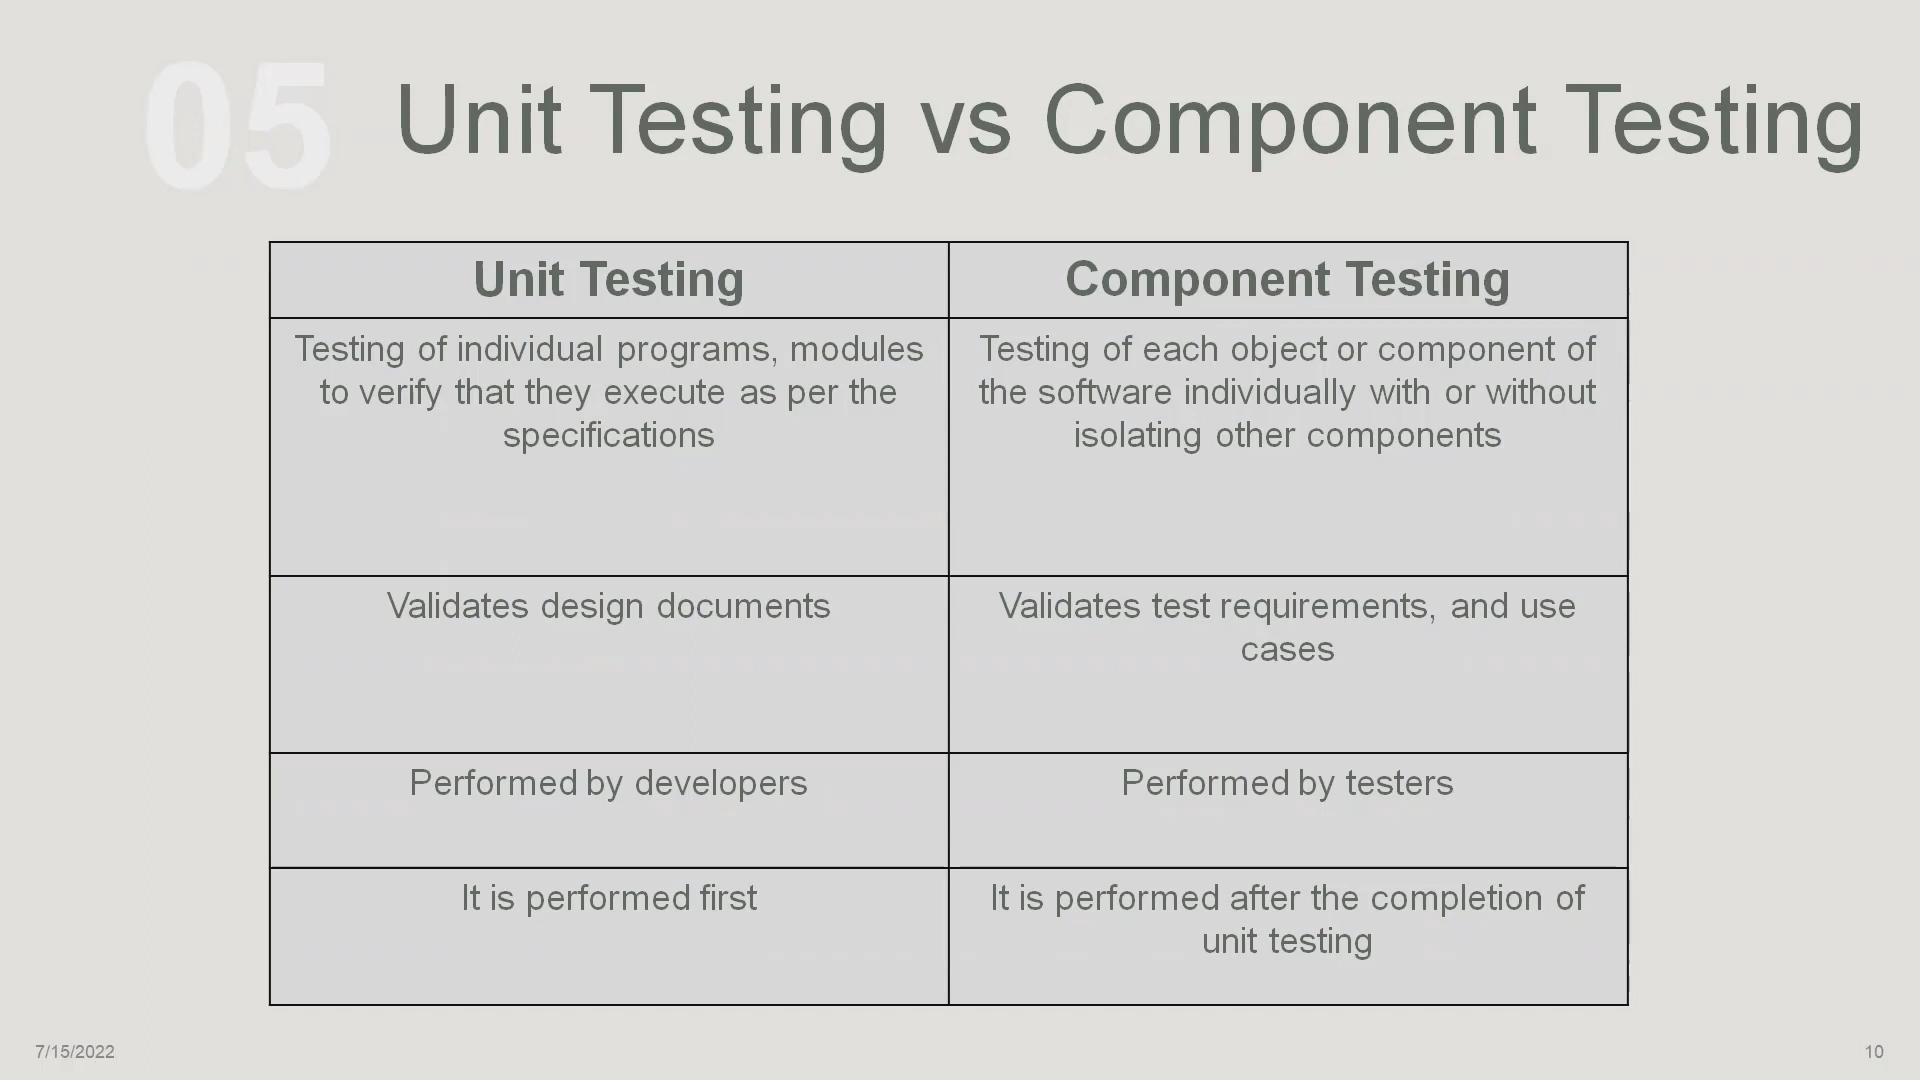 05
Unit Testing vs Component Testing
Unit Testing
Component Testing
Testing of individual programs, modules
to verify that they execute as per the
specifications
Testing of each object or component of
the software individually with or without
isolating other components
Validates design documents
Validates test requirements, and use
cases
Performed by developers
Performed by testers
It is performed first
It is performed after the completion of
unit testing
7/15/2022
10